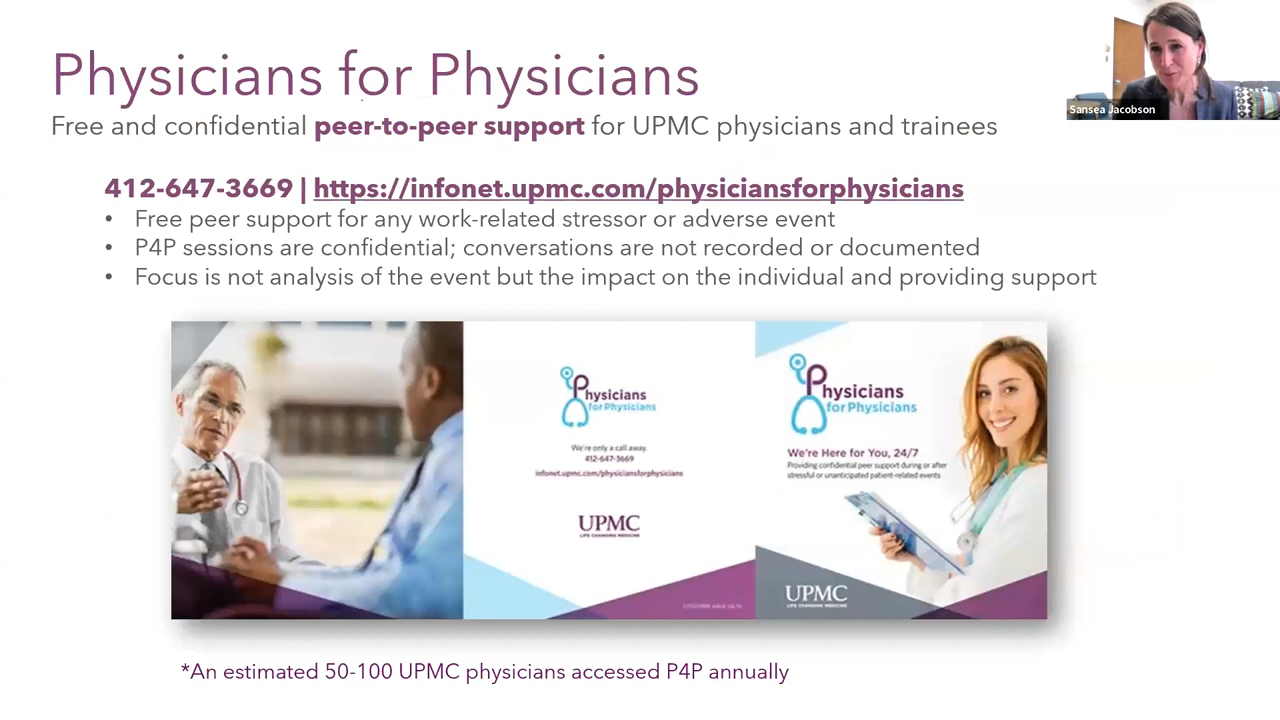 Physicians for Physicians
Sansea Jacobson
Free and confidential peer-to-peer support for UPMC physicians and trainees
412-647-3669 | https://infonet.upmc.com/physiciansforphysicians
• Free peer support for any work-related stressor or adverse event
• P4P sessions are confidential; conversations are not recorded or documented
• Focus is not analysis of the event but the impact on the individual and providing support
Physicians
for Physicians
We're only a call away.
412-647-3669
infonet.upmc.com/physiciansforphysicians
UPMC
LIFE CHANGING MEDICINE
Physicians
for Physicians
We're Here for You, 24/7
Providing confidential peer support during or after
stressful or unanticipated patient-related events
UPMC
LIFE CHANGING MEDICINE
*An estimated 50-100 UPMC physicians accessed P4P annually